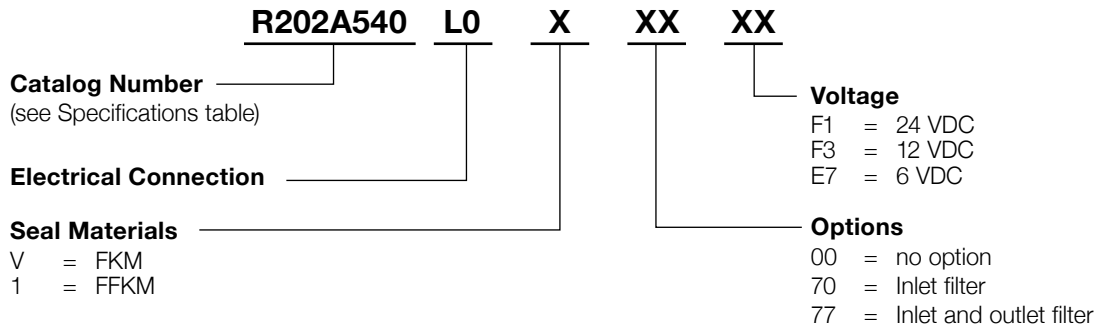 R202A540 L0 X XX XX
Catalog Number
(see Specifications table)
Electrical Connection
Seal Materials
V = FKM
1 = FFKM
Voltage
F1 = 24 VDC
F3 = 12 VDC
E7 = 6 VDC
Options
00 = no option
70 = Inlet filter
77 = Inlet and outlet filter